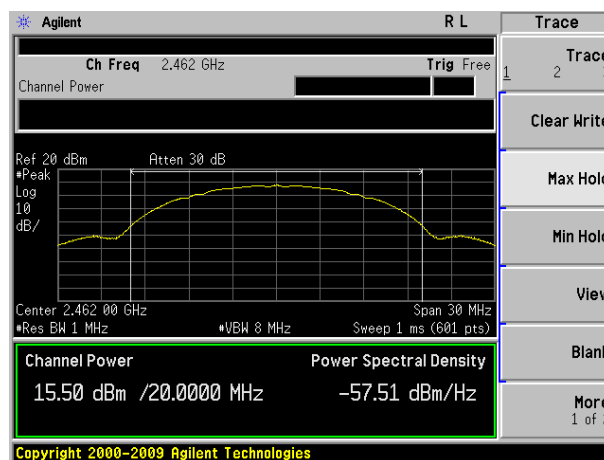 Agilent R L Trace
Ch Freq 2.462 GHz Trig Free
Channel Power
1 2
Clear Write
Ref 20 dBm Atten 30 dB
#Peak
Log
10
dB/
Max Hold
Min Hold
View
Center 2.462 00 GHz Span 30 MHz
#Res BW 1 MHz #VBW 8 MHz Sweep 1 ms (601 pts)
Channel Power Power Spectral Density
15.50 dBm /20.0000 MHz -57.51 dBm/Hz
Blank
More
1 of
Copyright 2000-2009 Agilent Technologies